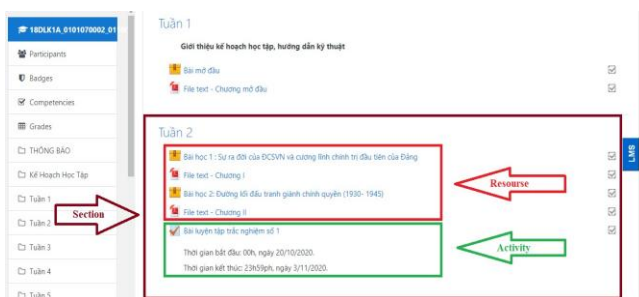 18DLK1A_0101070002_01
Participants
Badges
Competencies
Grades
THÔNG BÁO
Kế Hoạch Học Tập
Tuần 1
Tuần 2
Tuần 3
Tuần 4
Tuần 5
Section
Tuần 1
Giới thiệu kế hoạch học tập, hướng dẫn kỹ thuật
Bài mở đầu
File text - Chương mở đầu
Tuần 2
Bài học 1 : Sự ra đời của ĐCSVN và cương lĩnh chính trị đầu tiên của Đảng
File text - Chương I
Bài học 2: Đường lối đấu tranh giành chính quyền (1930- 1945)
File text - Chương II
Bài luyện tập trắc nghiệm số 1
Thời gian bắt đầu: 00h, ngày 20/10/2020.
Thời gian kết thúc: 23h59ph, ngày 3/11/2020.
Resourse
Activity
LMS